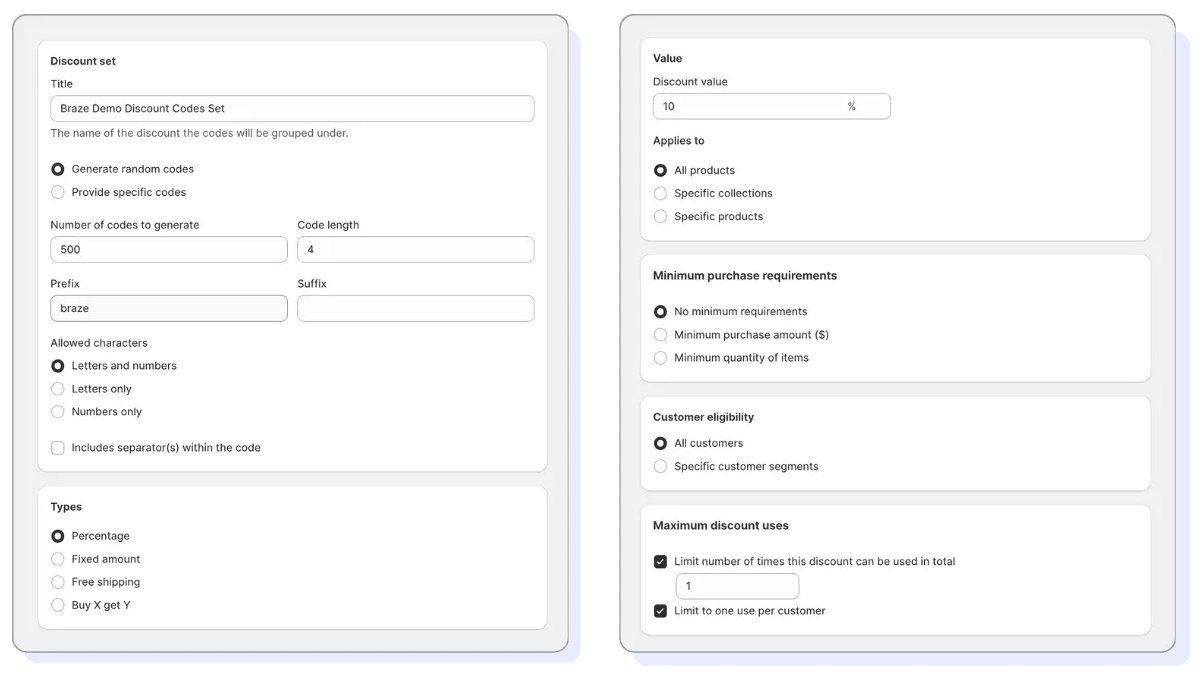 Discount set
Title
Braze Demo Discount Codes Set
The name of the discount the codes will be grouped under.
Generate random codes
Provide specific codes
Number of codes to generate
Code length
500
4
Prefix
Suffix
braze
Allowed characters
Letters and numbers
Letters only
Numbers only
Includes separator(s) within the code
Types
Percentage
Fixed amount
Free shipping
Buy X get Y
Value
Discount value
10 %
Applies to
All products
Specific collections
Specific products
Minimum purchase requirements
No minimum requirements
Minimum purchase amount ($)
Minimum quantity of items
Customer eligibility
All customers
Specific customer segments
Maximum discount uses
Limit number of times this discount can be used in total
1
Limit to one use per customer